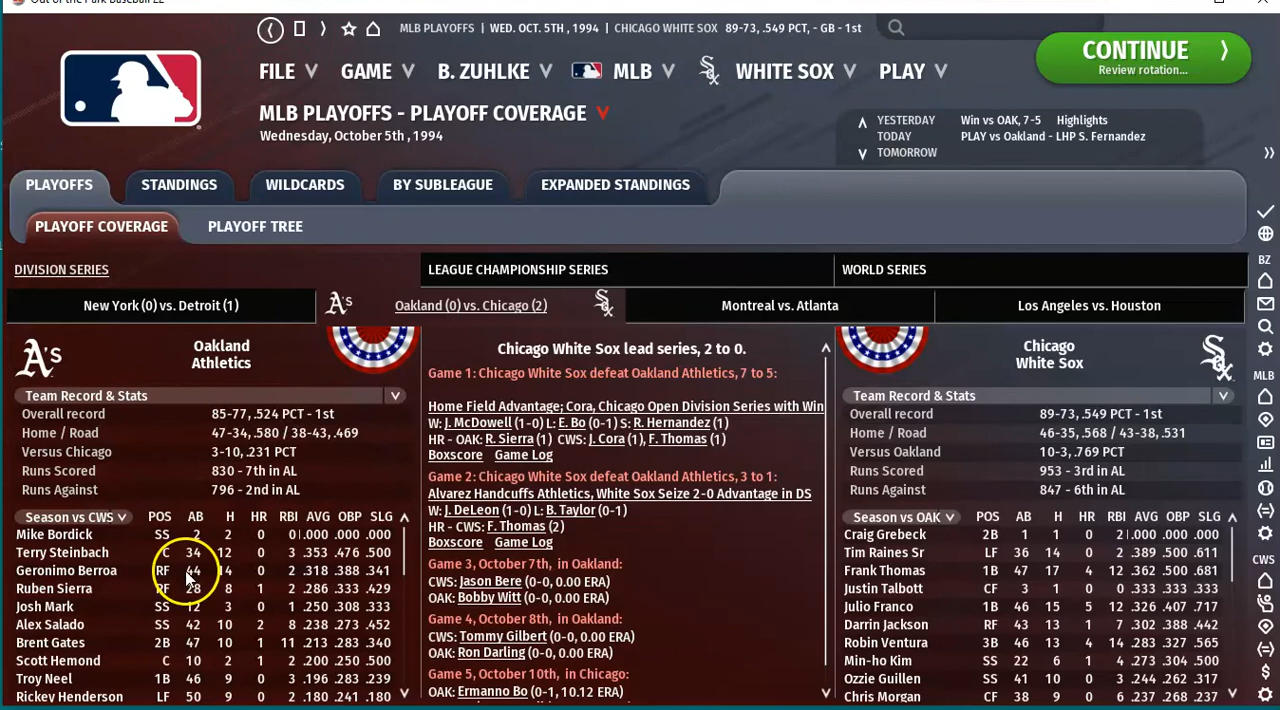 Out of the Park Baseball 22
MLB PLAYOFFS | WED. OCT. 5TH , 1994 | CHICAGO WHITE SOX 89-73, .549 PCT, - GB - 1st
CONTINUE
Review rotation...
FILE GAME B. ZUHLKE MLB WHITE SOX PLAY
MLB PLAYOFFS - PLAYOFF COVERAGE
Wednesday, October 5th , 1994
YESTERDAY Win vs OAK, 7-5 Highlights
TODAY PLAY vs Oakland - LHP S. Fernandez
TOMORROW
PLAYOFFS STANDINGS WILDCARDS BY SUBLEAGUE EXPANDED STANDINGS
PLAYOFF COVERAGE PLAYOFF TREE
DIVISION SERIES LEAGUE CHAMPIONSHIP SERIES WORLD SERIES
New York (0) vs. Detroit (1) A's Oakland (0) vs. Chicago (2) Sox Montreal vs. Atlanta Los Angeles vs. Houston
A's
Oakland
Athletics
Team Record & Stats
Overall record 85-77, .524 PCT - 1st
Home / Road 47-34, .580 / 38-43, .469
Versus Chicago 3-10, .231 PCT
Runs Scored 830 - 7th in AL
Runs Against 796 - 2nd in AL
Season vs CWS POS AB H HR RBI AVG OBP SLG
Mike Bordick SS 2 2 0 0 1.000 .000 .000
Terry Steinbach C 34 12 0 2 .353 .476 .500
Geronimo Berroa RF 44 14 0 2 .318 .388 .341
Ruben Sierra RF 28 8 1 2 .286 .333 .429
Josh Mark SS 12 3 0 1 .250 .308 .333
Alex Salado SS 42 10 2 8 .238 .273 .452
Brent Gates 2B 47 10 1 11 .213 .283 .340
Scott Hemond C 10 2 1 2 .200 .250 .500
Troy Neel 1B 46 9 0 3 .196 .283 .239
Rickey Henderson LF 50 9 0 2 .180 .241 .180
Chicago White Sox lead series, 2 to 0.
Game 1: Chicago White Sox defeat Oakland Athletics, 7 to 5:
Home Field Advantage; Cora, Chicago Open Division Series with Win
W: J. McDowell (1-0) L: E. Bo (0-1) S: R. Hernandez (1)
HR - OAK: R. Sierra (1) CWS: J. Cora (1), F. Thomas (1)
Boxscore Game Log
Game 2: Chicago White Sox defeat Oakland Athletics, 3 to 1:
Alvarez Handcuffs Athletics, White Sox Seize 2-0 Advantage in DS
W: J. DeLeon (1-0) L: B. Taylor (0-1)
HR - CWS: F. Thomas (2)
Boxscore Game Log
Game 3, October 7th, in Oakland:
CWS: Jason Bere (0-0, 0.00 ERA)
OAK: Bobby Witt (0-0, 0.00 ERA)
Game 4, October 8th, in Oakland:
CWS: Tommy Gilbert (0-0, 0.00 ERA)
OAK: Ron Darling (0-0, 0.00 ERA)
Game 5, October 10th, in Chicago:
OAK: Ermanno Bo (0-1, 10.12 ERA)
Chicago
White Sox
Sox
Team Record & Stats
Overall record 89-73, .549 PCT - 1st
Home / Road 46-35, .568 / 43-38, .531
Versus Oakland 10-3, .769 PCT
Runs Scored 953 - 3rd in AL
Runs Against 847 - 6th in AL
Season vs OAK POS AB H HR RBI AVG OBP SLG
Craig Grebeck 2B 1 1 0 2 1.000 .000 .000
Tim Raines Sr LF 36 14 0 2 .389 .500 .611
Frank Thomas 1B 47 17 4 12 .362 .500 .681
Justin Talbott CF 3 1 0 0 .333 .333 .333
Julio Franco 1B 46 15 5 12 .326 .407 .717
Darrin Jackson RF 43 13 1 7 .302 .388 .442
Robin Ventura 3B 46 13 4 14 .283 .327 .565
Min-ho Kim SS 22 6 1 4 .273 .304 .500
Ozzie Guillen SS 41 10 0 3 .244 .262 .317
Chris Morgan CF 38 9 0 6 .237 .268 .237
BZ
MLB
CWS